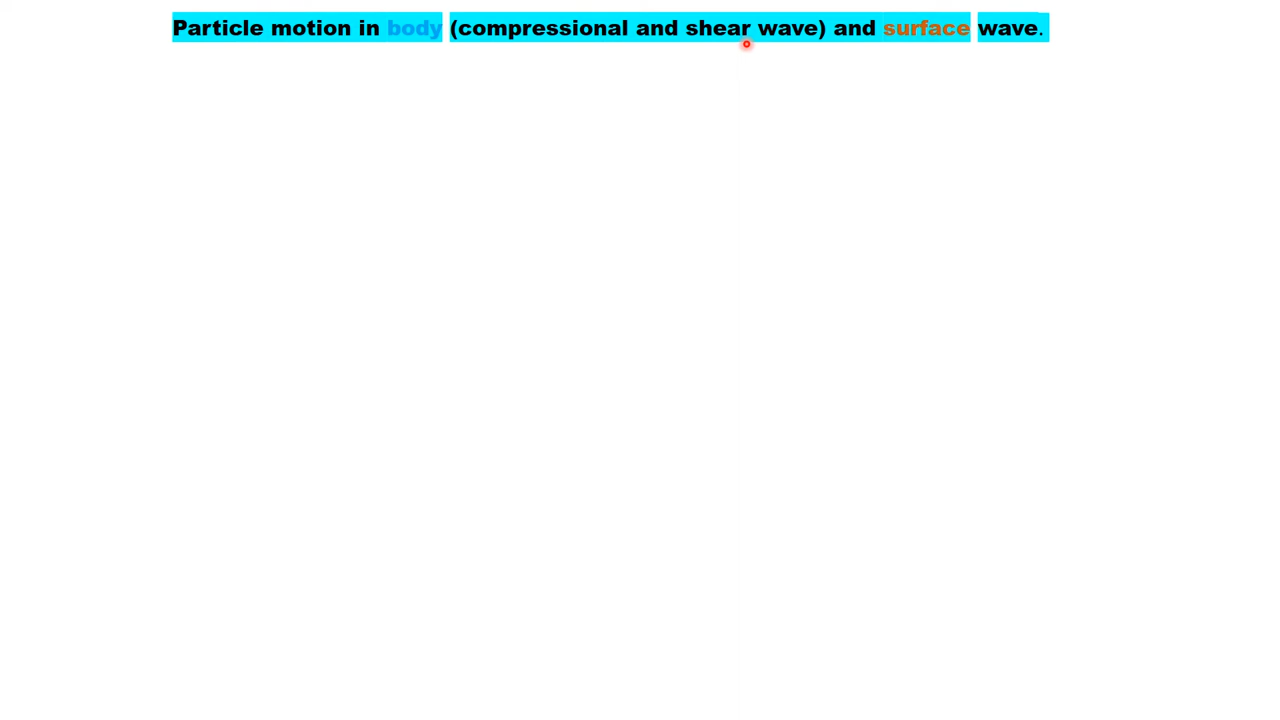 Particle motion in body (compressional and shear wave) and surface wave.